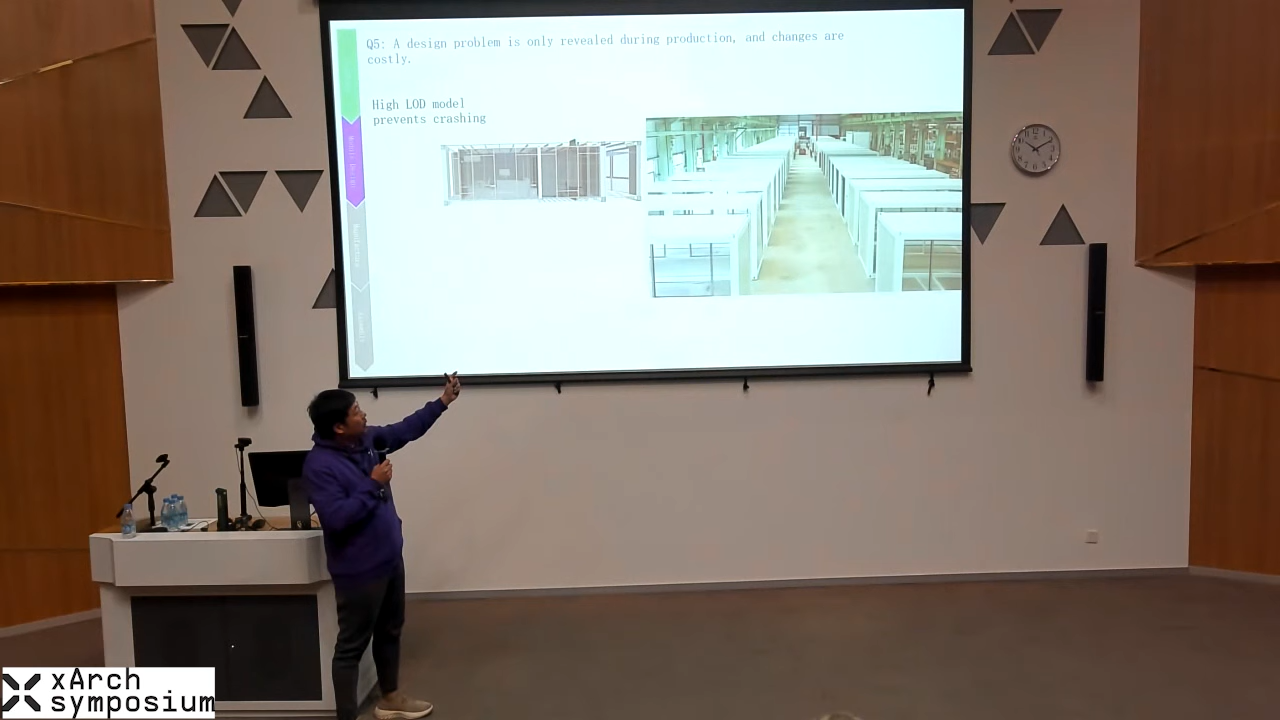 Q5: A design problem is only revealed during production, and changes are
costly.
High LOD model
prevents crashing
xArch
symposium